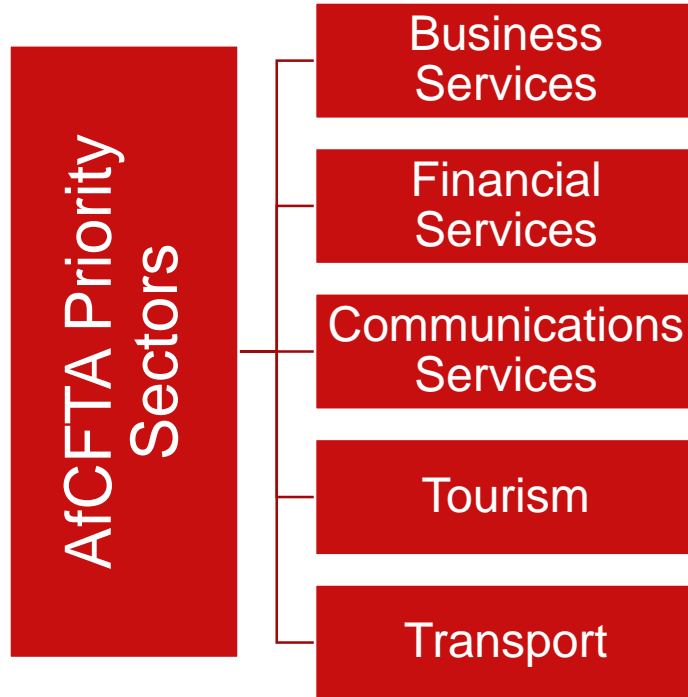 AfCFTA Priority
Sectors
Business
Services
Financial
Services
Communications
Services
Tourism
Transport